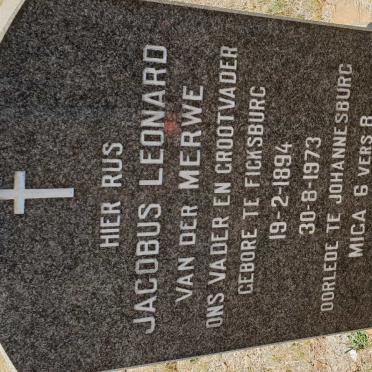 HIER RUS
JACOBUS LEONARD
VAN DER MERWE
ONS VADER EN GROOTVADER
GEBORE TE FICKSBURG
19-2-1894
30-8-1973
OORLEDE TE JOHANNESBURG
MICA 6 VERS 8